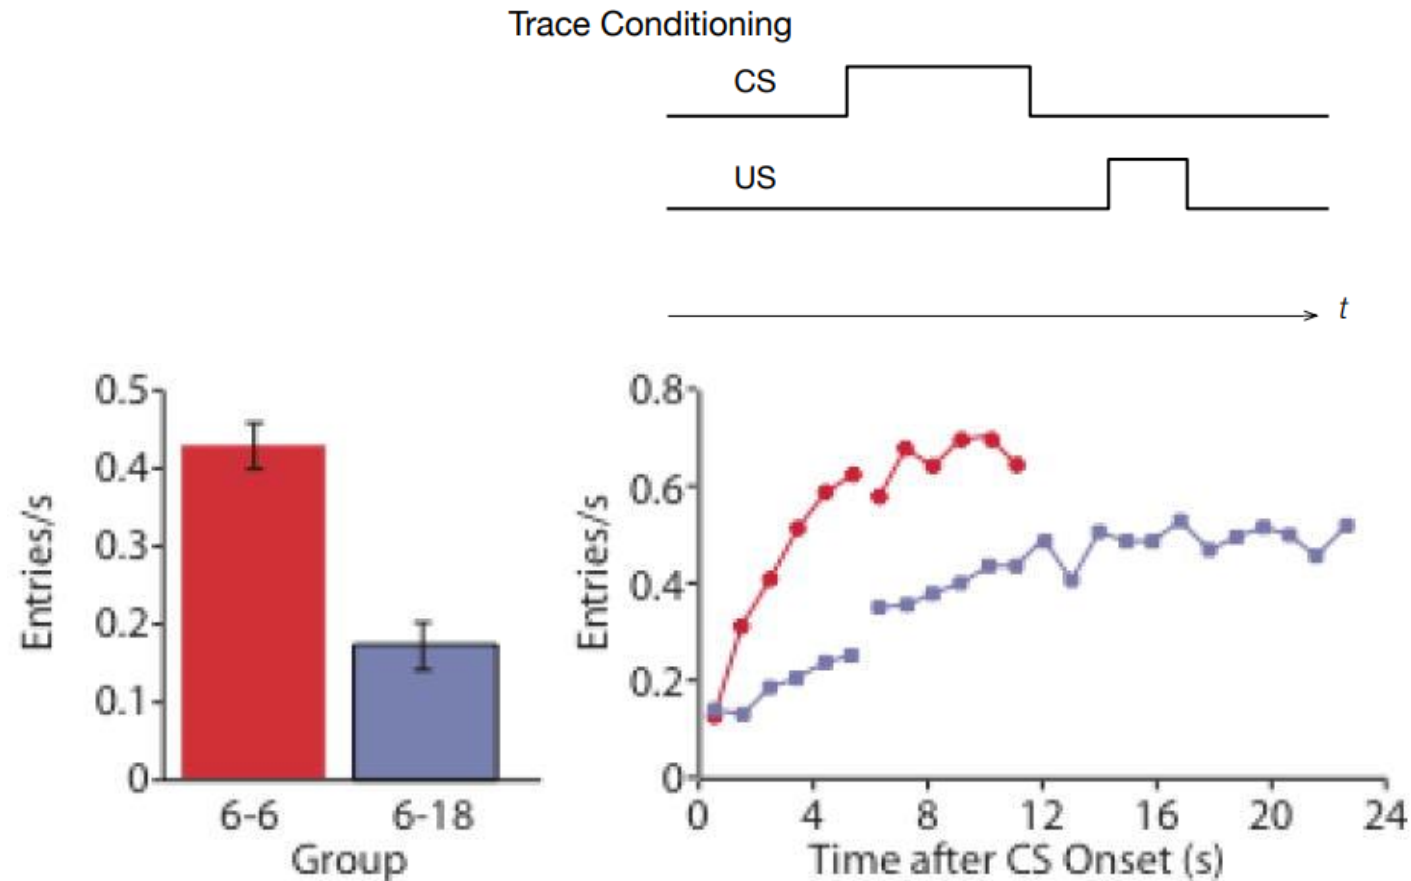 Trace Conditioning
CS
US
t
0.5
0.4
0.3
0.2
0.1
0
Entries/s
6-6
6-18
Group
0.8
0.6
0.4
0.2
0
Entries/s
0
4
8
12
16
20
24
Time after CS Onset (s)